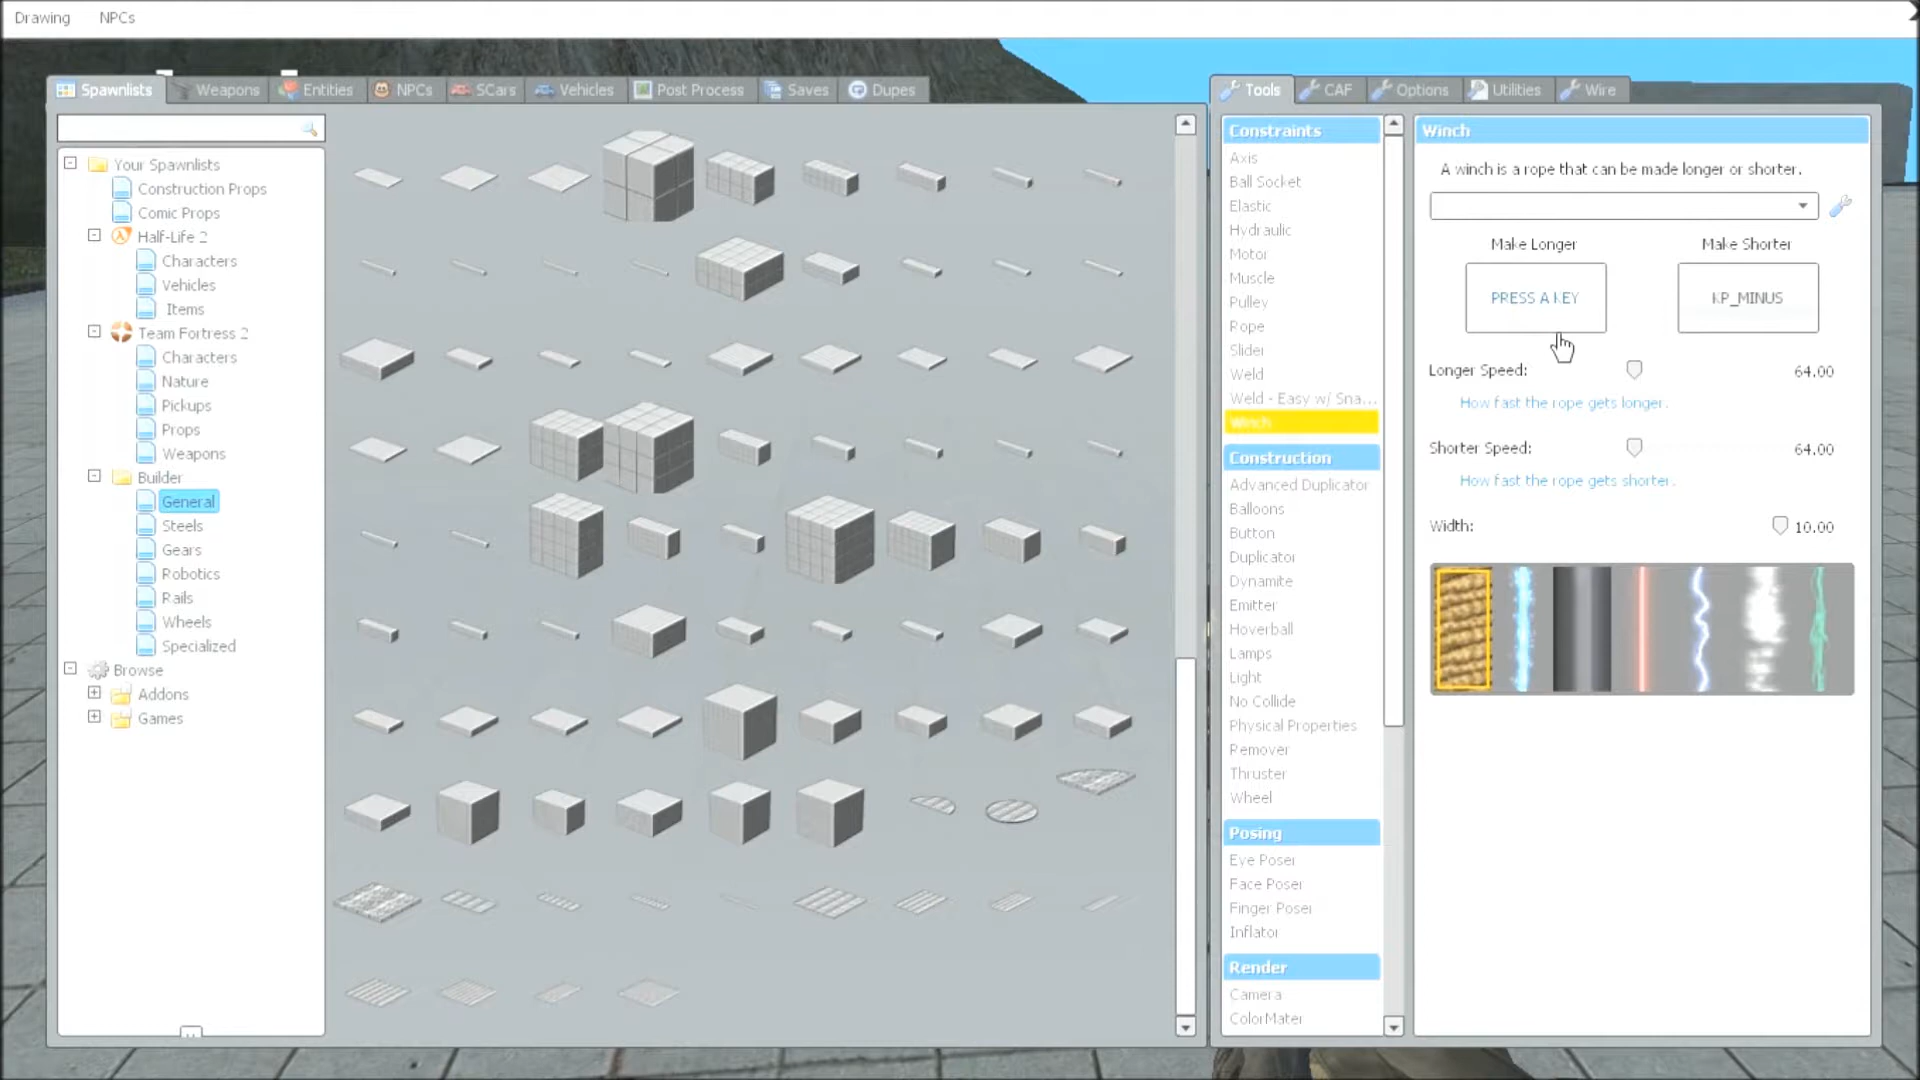 Drawing NPCs
Spawnlists Weapons Entities NPCs SCars Vehicles Post Process Saves Dupes
Your Spawnlists
Construction Props
Comic Props
Half-Life 2
Characters
Vehicles
Items
Team Fortress 2
Characters
Nature
Pickups
Props
Weapons
Builder
General
Steels
Gears
Robotics
Rails
Wheels
Specialized
Browse
Addons
Games
Tools CAF Options Utilities Wire
Constraints
Axis
Ball Socket
Elastic
Hydraulic
Motor
Muscle
Pulley
Rope
Slider
Weld
Weld - Easy w/ Sna...
Winch
Construction
Advanced Duplicator
Balloons
Button
Duplicator
Dynamite
Emitter
Hoverball
Lamps
Light
No Collide
Physical Properties
Remover
Thruster
Wheel
Posing
Eye Poser
Face Poser
Finger Poser
Inflator
Render
Camera
ColorMater
Winch
A winch is a rope that can be made longer or shorter.
Make Longer Make Shorter
PRESS A KEY KP_MINUS
Longer Speed: 64.00
How fast the rope gets longer.
Shorter Speed: 64.00
How fast the rope gets shorter.
Width: 10.00